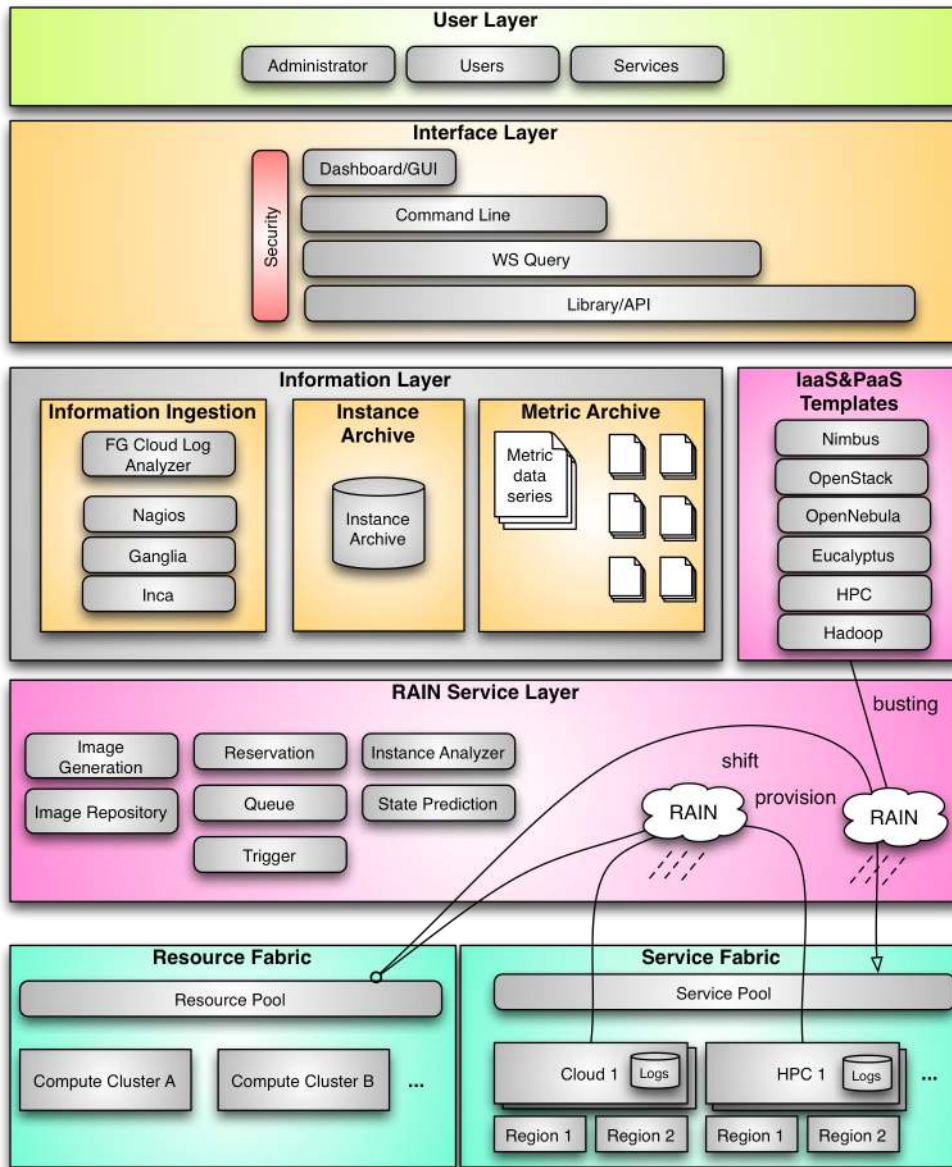 User Layer
Administrator
Users
Services
Interface Layer
Security
Dashboard/GUI
Command Line
WS Query
Library/API
Information Layer
Information Ingestion
FG Cloud Log
Analyzer
Nagios
Ganglia
Inca
Instance
Archive
Instance
Archive
Metric Archive
Metric
data
series
IaaS&PaaS
Templates
Nimbus
OpenStack
OpenNebula
Eucalyptus
HPC
Hadoop
RAIN Service Layer
busting
Image
Generation
Reservation
Instance Analyzer
Image Repository
Queue
State Prediction
Trigger
shift
provision
RAIN
RAIN
Resource Fabric
Resource Pool
Compute Cluster A
Compute Cluster B
...
Service Fabric
Service Pool
Cloud 1
Logs
HPC 1
Logs
...
Region 1
Region 2
Region 1
Region 2